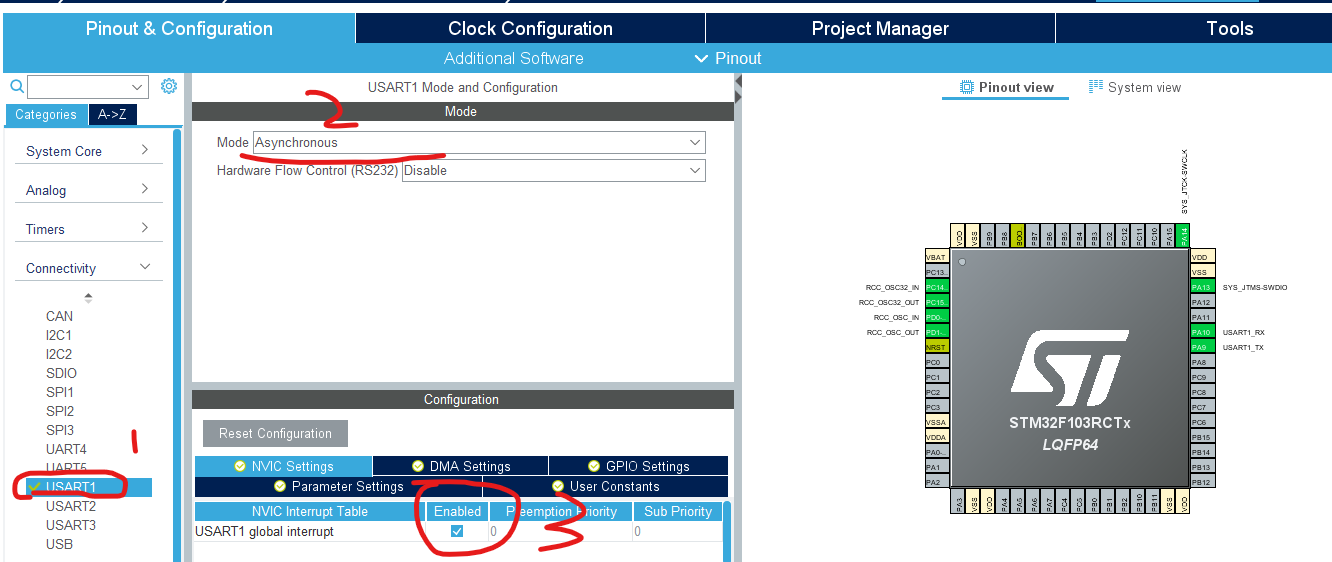 Pinout & Configuration
Clock Configuration
Project Manager
Tools
Additional Software
Pinout
Categories
A->Z
System Core
Analog
Timers
Connectivity
CAN
I2C1
I2C2
SDIO
SPI1
SPI2
SPI3
UART4
UART5
USART1
USART2
USART3
USB
1
USART1 Mode and Configuration
2
Mode
Mode Asynchronous
Hardware Flow Control (RS232) Disable
Configuration
Reset Configuration
NVIC Settings
DMA Settings
GPIO Settings
Parameter Settings
User Constants
NVIC Interrupt Table
Enabled
Preemption Priority
Sub Priority
USART1 global interrupt
0
0
3
Pinout view
System view
SYS_JTCK-SWCLK
VDD
VSS
PB9
PB8
BOO
PB7
PB6
PB5
PB4
PB3
PD2
PC12
PC11
PC10
PA15
PA14
VBAT
PC13..
RCC_OSC32_IN PC14..
RCC_OSC32_OUT PC15..
RCC_OSC_IN PD0-..
RCC_OSC_OUT PD1-..
NRST
PC0
PC1
PC2
PC3
VSSA
VDDA
PA0-..
PA1
PA2
STM32F103RCTx
LQFP64
VDD
VSS
PA13 SYS_JTMS-SWDIO
PA12
PA11
PA10 USART1_RX
PA9 USART1_TX
PA8
PC9
PC8
PC7
PC6
PB15
PB14
PB13
PB12
PA3
VSS
VDD
PA4
PA5
PA6
PA7
PC4
PC5
PB0
PB1
PB2
PB10
PB11
VSS
VDD